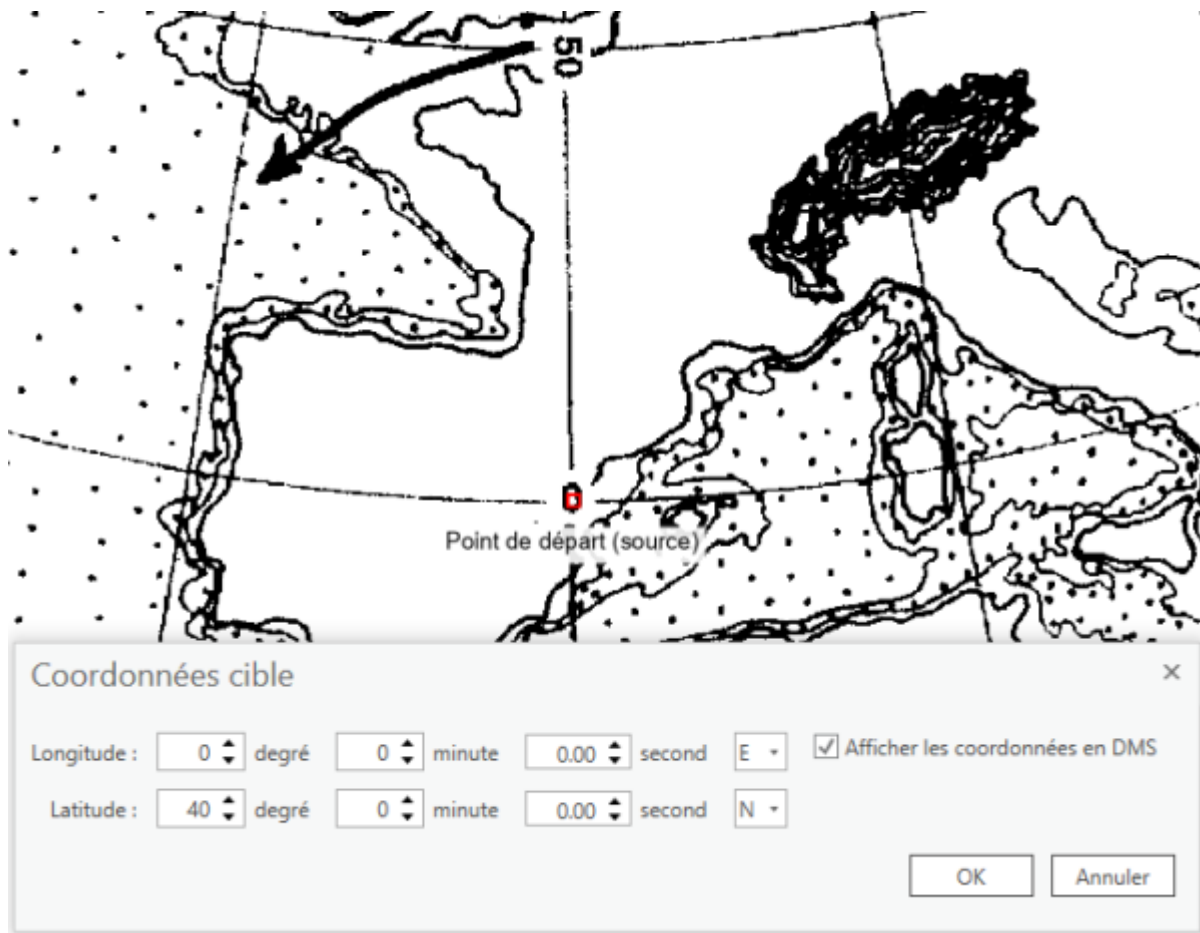 50
0
Point de départ (source)
Coordonnées cible
Longitude : 0 degré 0 minute 0.00 second E Afficher les coordonnées en DMS
Latitude : 40 degré 0 minute 0.00 second N
OK Annuler